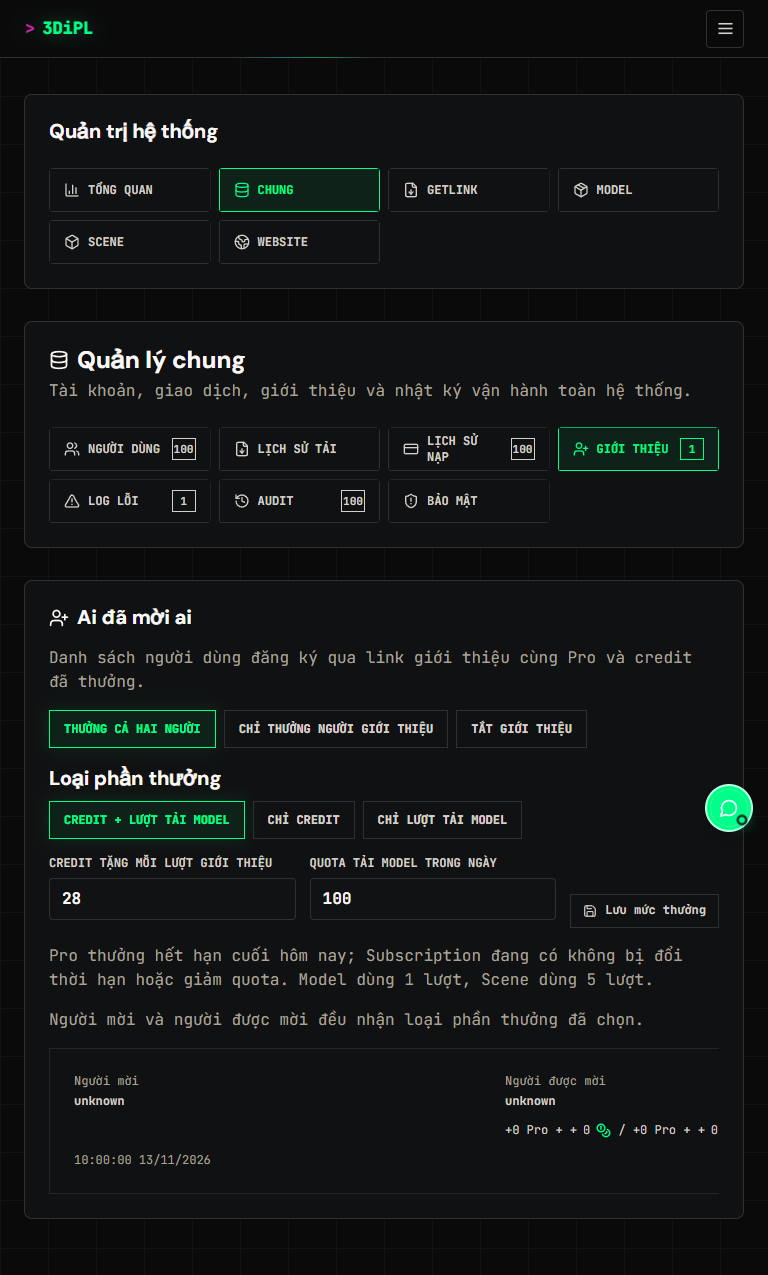 > 3DiPL
Quản trị hệ thống
TỔNG QUAN
CHUNG
GETLINK
MODEL
SCENE
WEBSITE
Quản lý chung
Tài khoản, giao dịch, giới thiệu và nhật ký vận hành toàn hệ thống.
NGƯỜI DÙNG 100
LỊCH SỬ TẢI
LỊCH SỬ NẠP 100
GIỚI THIỆU 1
LOG LỖI 1
AUDIT 100
BẢO MẬT
Ai đã mời ai
Danh sách người dùng đăng ký qua link giới thiệu cùng Pro và credit
đã thưởng.
THƯỞNG CẢ HAI NGƯỜI
CHỈ THƯỞNG NGƯỜI GIỚI THIỆU
TẮT GIỚI THIỆU
Loại phần thưởng
CREDIT + LƯỢT TẢI MODEL
CHỈ CREDIT
CHỈ LƯỢT TẢI MODEL
CREDIT TẶNG MỖI LƯỢT GIỚI THIỆU
QUOTA TẢI MODEL TRONG NGÀY
28
100
Lưu mức thưởng
Pro thưởng hết hạn cuối hôm nay; Subscription đang có không bị đổi
thời hạn hoặc giảm quota. Model dùng 1 lượt, Scene dùng 5 lượt.
Người mời và người được mời đều nhận loại phần thưởng đã chọn.
Người mời
unknown
Người được mời
unknown
+0 Pro + + 0 / +0 Pro + + 0
10:00:00 13/11/2026